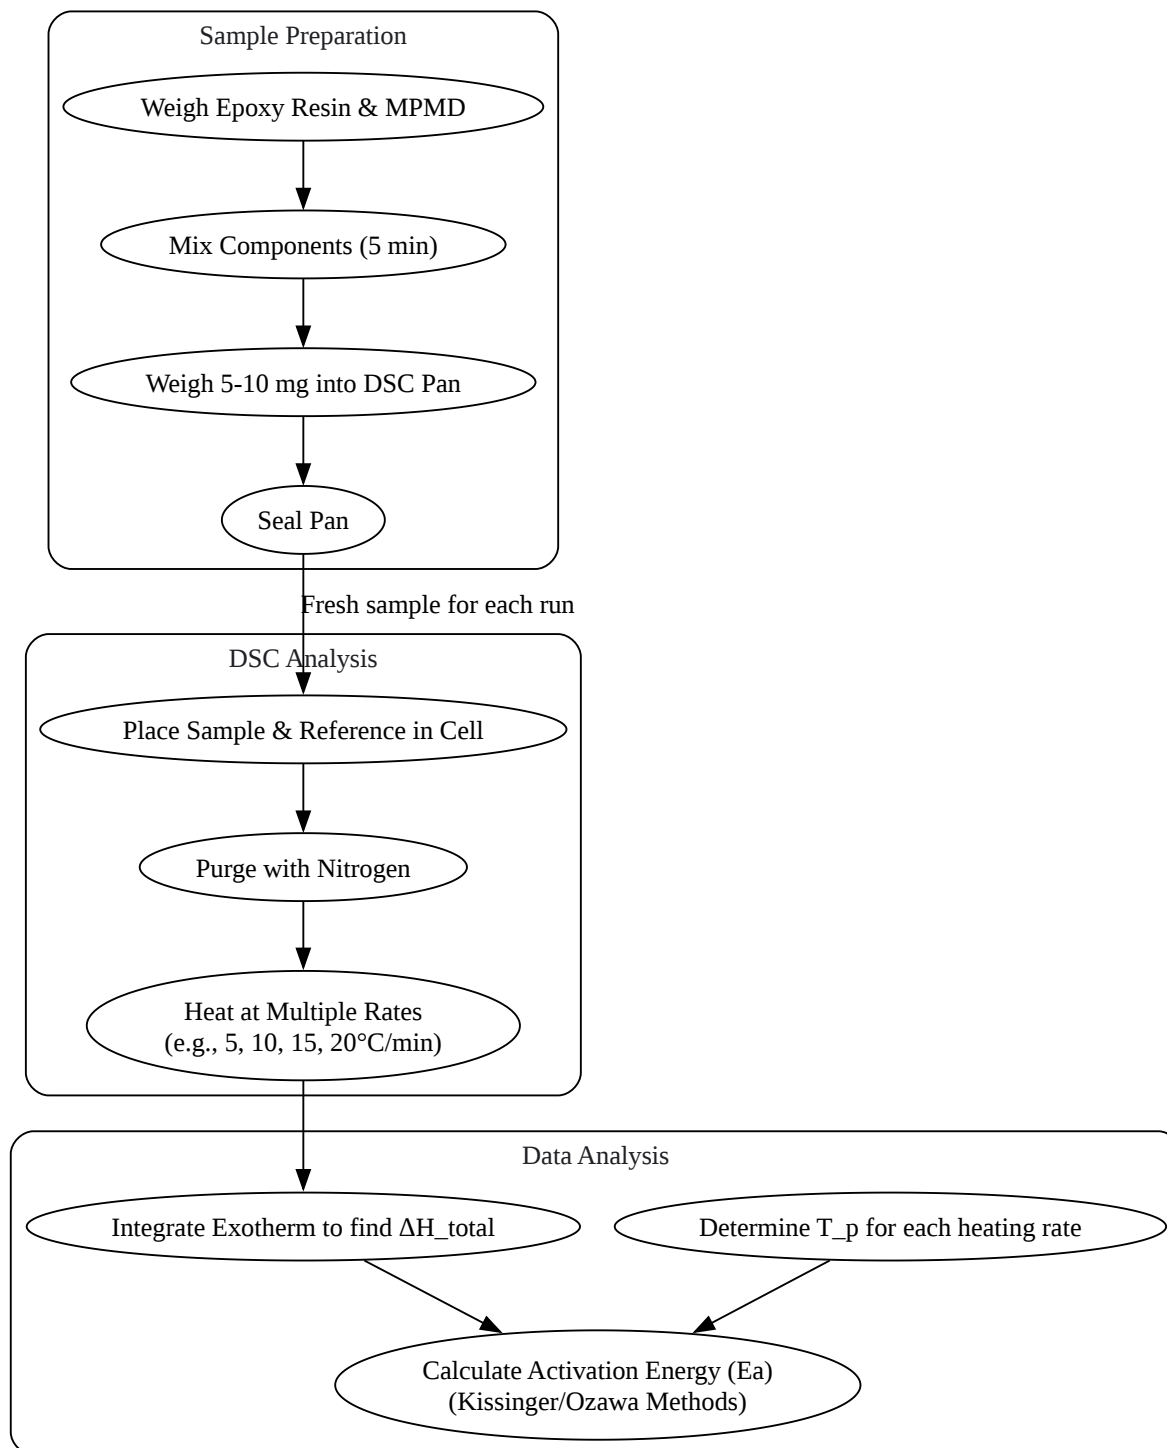 Sample Preparation
Weigh Epoxy Resin & MPMD
Mix Components (5 min)
Weigh 5-10 mg into DSC Pan
Seal Pan
Fresh sample for each run
DSC Analysis
Place Sample & Reference in Cell
Purge with Nitrogen
Heat at Multiple Rates
(e.g., 5, 10, 15, 20°C/min)
Data Analysis
Integrate Exotherm to find ΔH_total
Determine T_p for each heating rate
Calculate Activation Energy (Ea)
(Kissinger/Ozawa Methods)